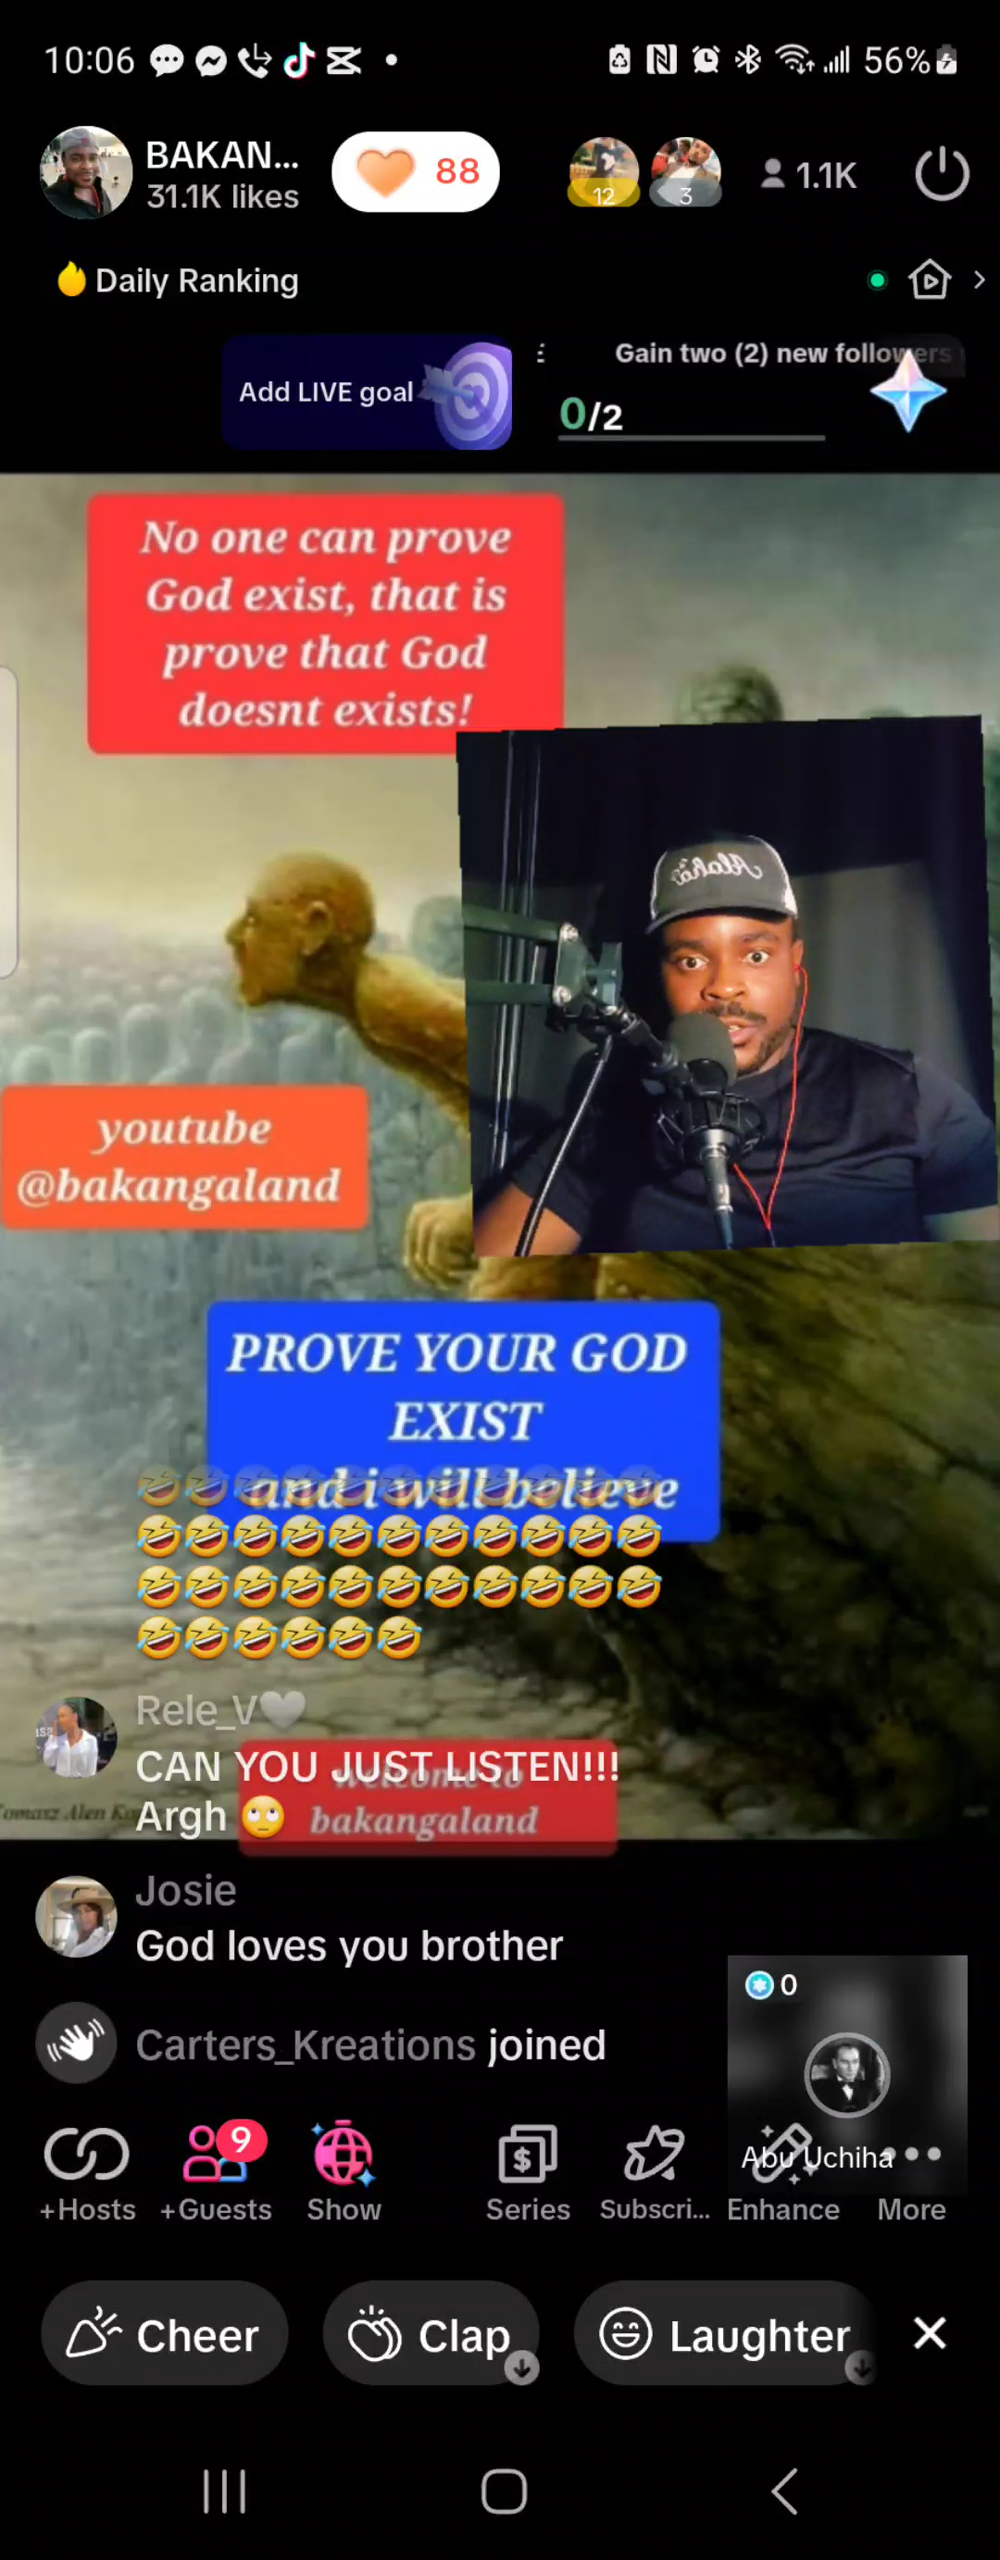 10:06
56%
BAKAN...
31.1K likes
88
12
3
1.1K
Daily Ranking
Add LIVE goal
Gain two (2) new followers
0/2
No one can prove
God exist, that is
prove that God
doesnt exists!
Aloha
youtube
@bakangaland
PROVE YOUR GOD
EXIST
and i will believe
Rele_V🤍
CAN YOU JUST LISTEN!!!
Argh 🙄
welcome to
bakangaland
Josie
God loves you brother
Carters_Kreations joined
0
Abu Uchiha
9
+Hosts
+Guests
Show
Series
Subscri...
Enhance
More
Cheer
Clap
Laughter